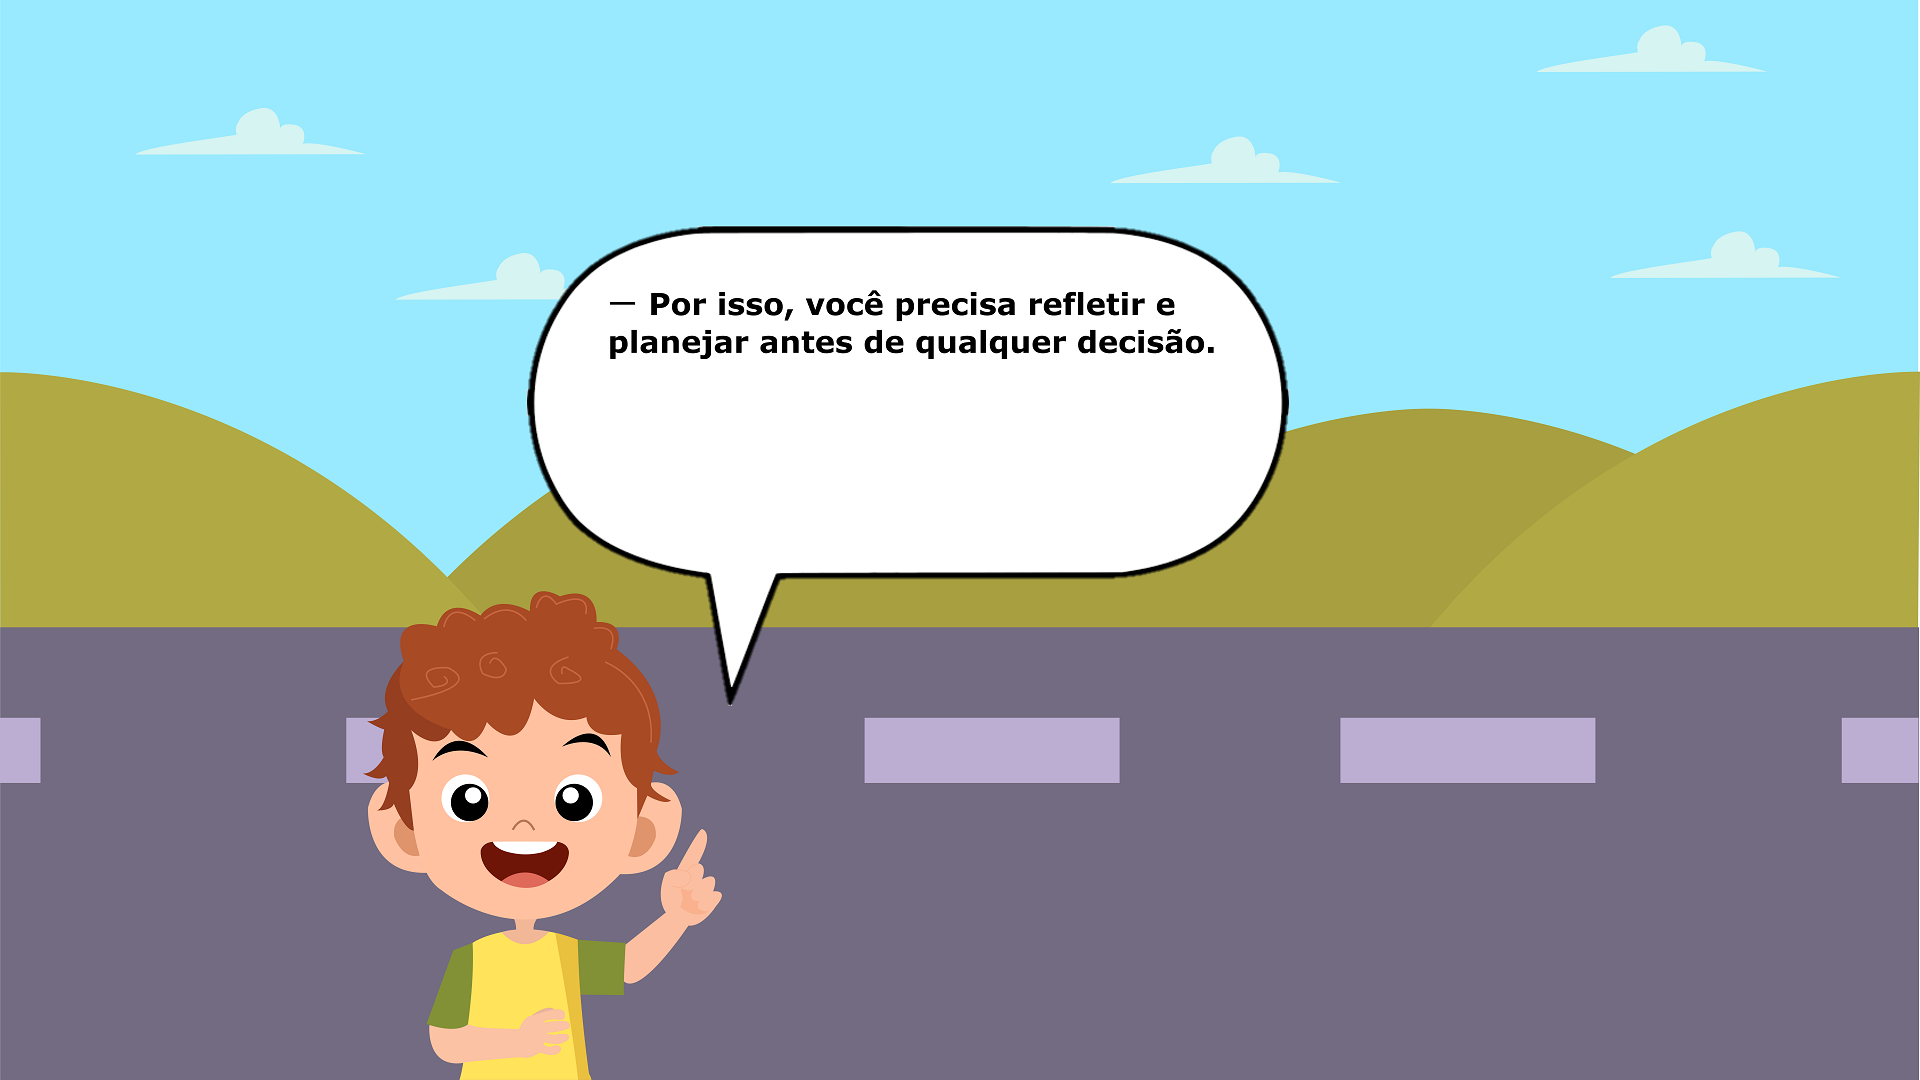 — Por isso, você precisa refletir e
planejar antes de qualquer decisão.